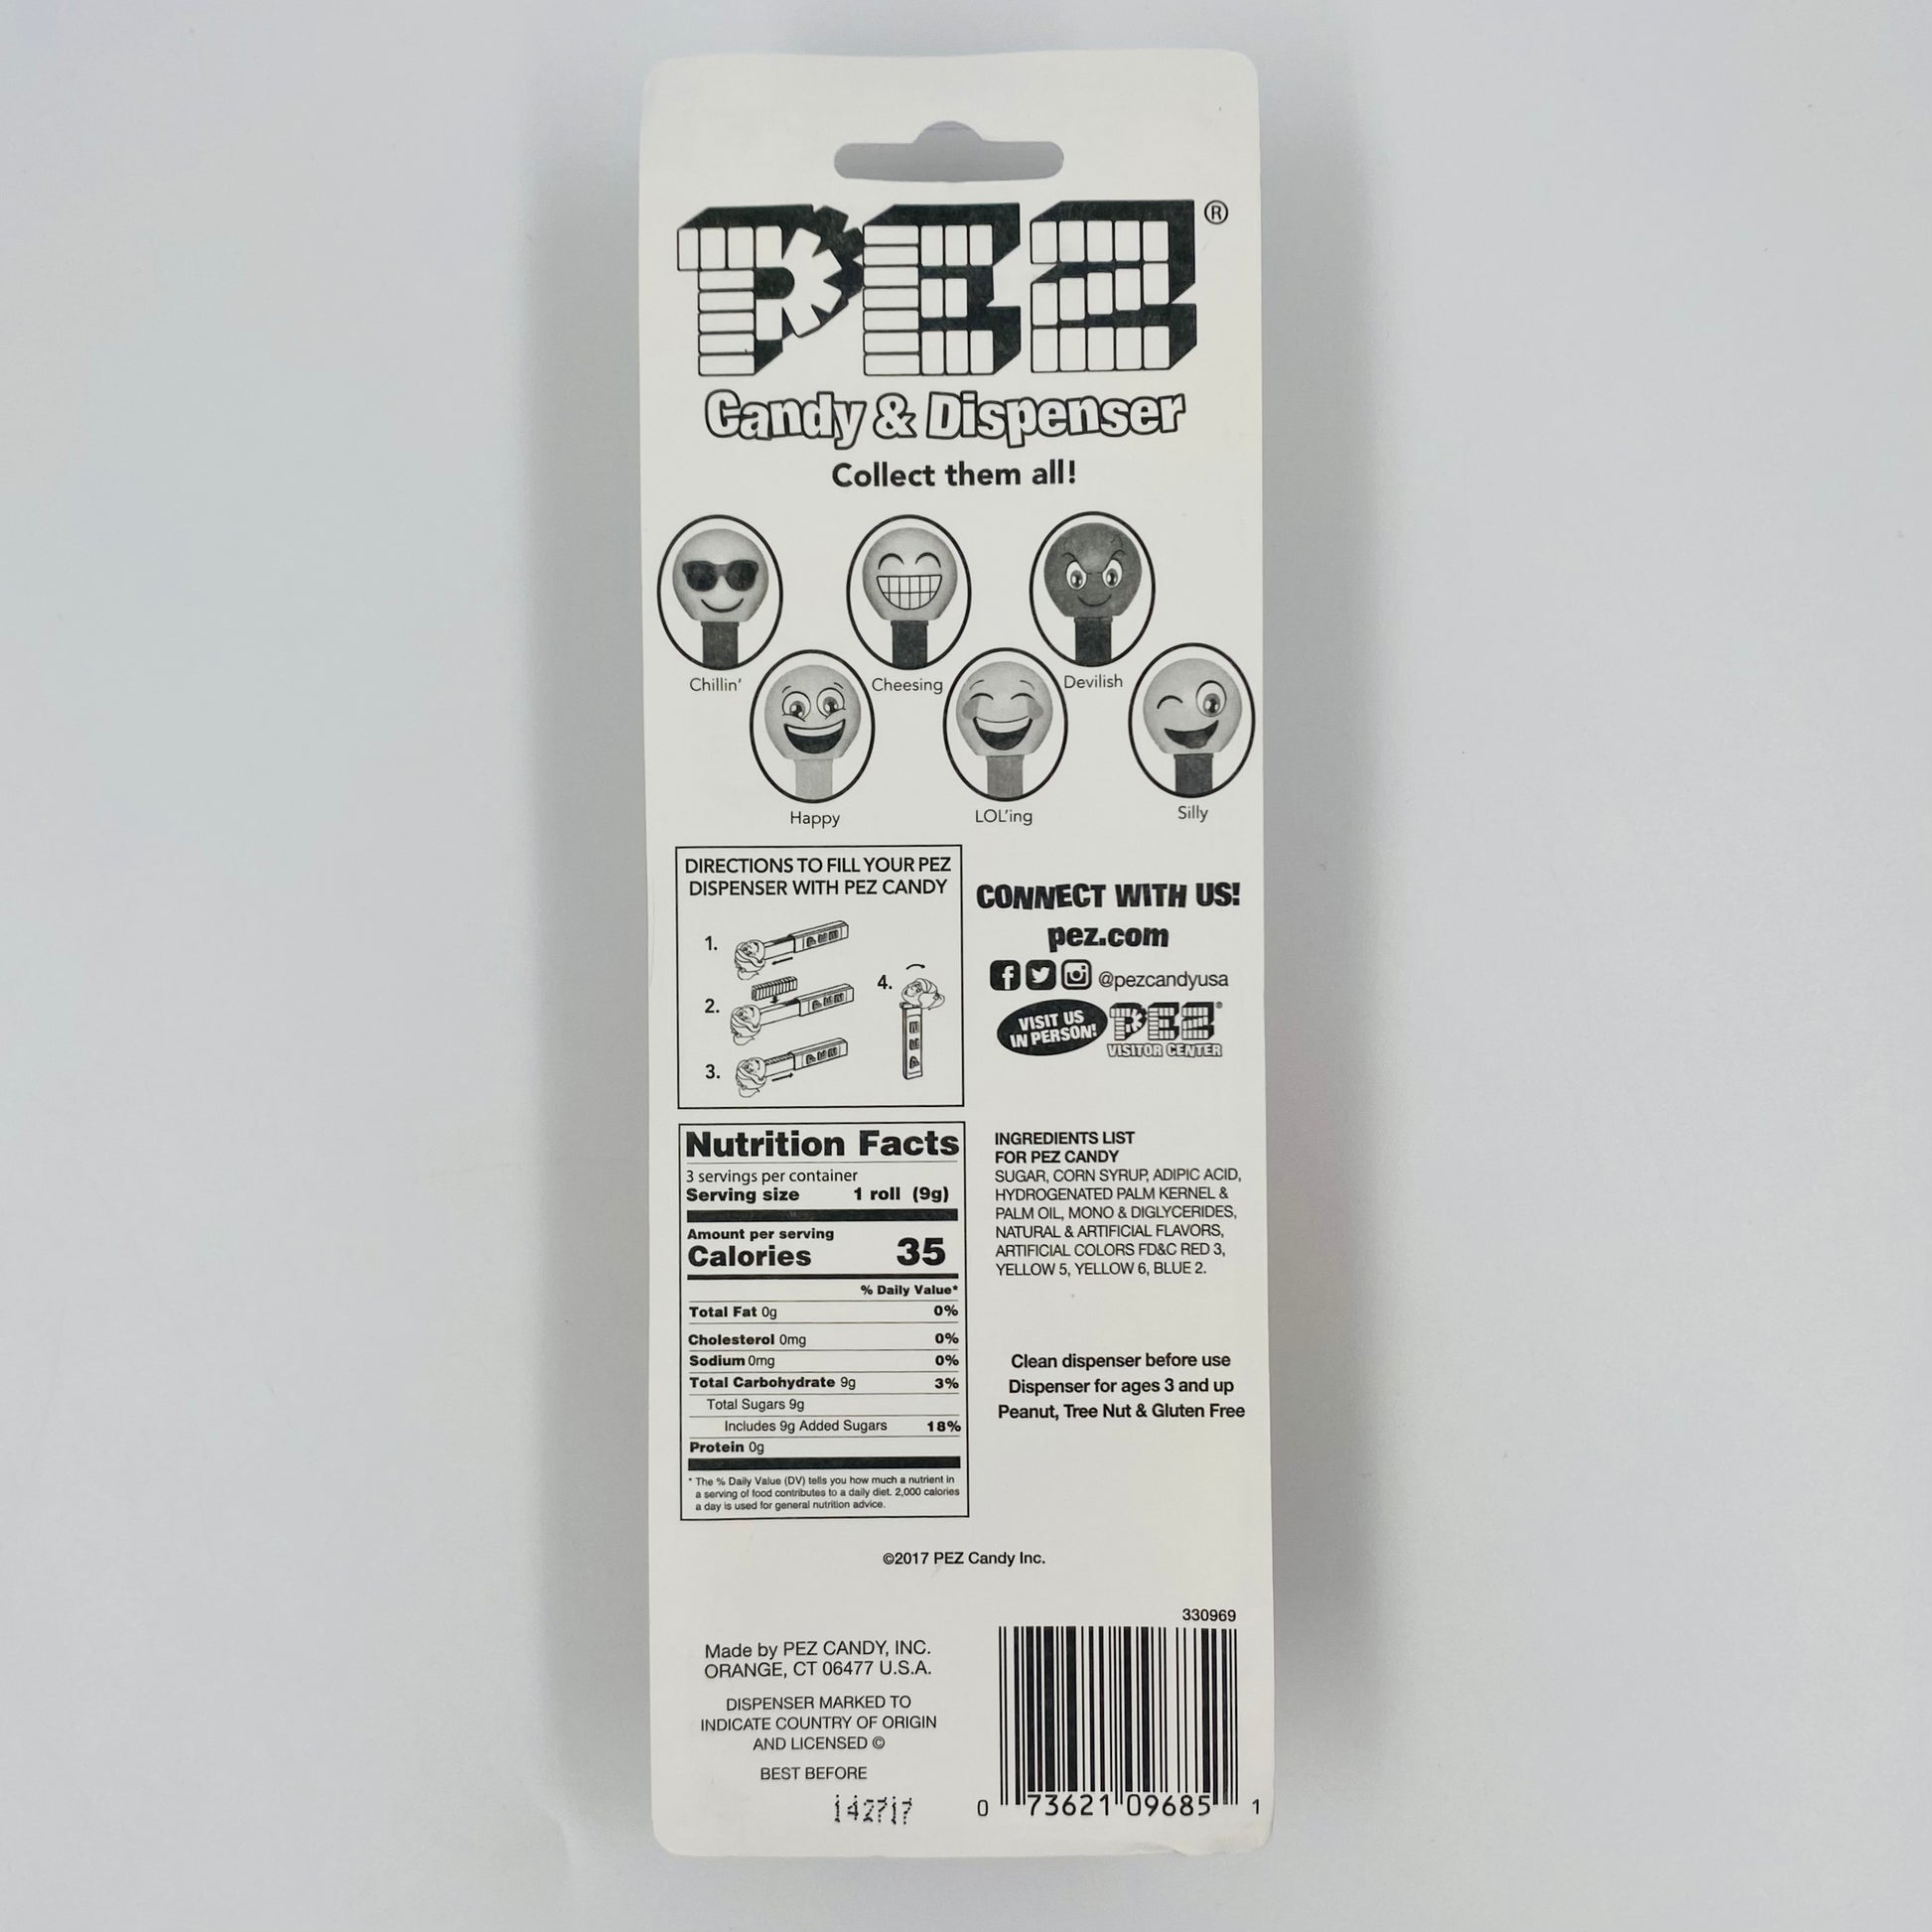 PEZ®
Candy & Dispenser
Collect them all!
Chillin'
Cheesing
Devilish
Happy
LOL'ing
Silly
DIRECTIONS TO FILL YOUR PEZ
DISPENSER WITH PEZ CANDY
1.
2.
3.
4.
CONNECT WITH US!
pez.com
@pezcandyusa
VISIT US
IN PERSON!
PEZ®
VISITOR CENTER
Nutrition Facts
3 servings per container
Serving size 1 roll (9g)
Amount per serving
Calories 35
% Daily Value*
Total Fat 0g 0%
Cholesterol 0mg 0%
Sodium 0mg 0%
Total Carbohydrate 9g 3%
Total Sugars 9g
Includes 9g Added Sugars 18%
Protein 0g
* The % Daily Value (DV) tells you how much a nutrient in
a serving of food contributes to a daily diet. 2,000 calories
a day is used for general nutrition advice.
INGREDIENTS LIST
FOR PEZ CANDY
SUGAR, CORN SYRUP, ADIPIC ACID,
HYDROGENATED PALM KERNEL &
PALM OIL, MONO & DIGLYCERIDES,
NATURAL & ARTIFICIAL FLAVORS,
ARTIFICIAL COLORS FD&C RED 3,
YELLOW 5, YELLOW 6, BLUE 2.
Clean dispenser before use
Dispenser for ages 3 and up
Peanut, Tree Nut & Gluten Free
©2017 PEZ Candy Inc.
Made by PEZ CANDY, INC.
ORANGE, CT 06477 U.S.A.
DISPENSER MARKED TO
INDICATE COUNTRY OF ORIGIN
AND LICENSED ©
BEST BEFORE
330969
0 73621 09685 1